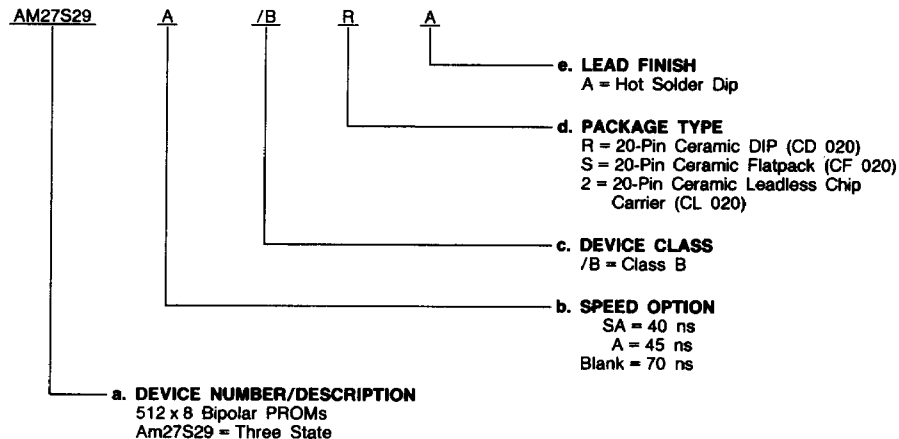 AM27S29 A /B R A
e. LEAD FINISH
A = Hot Solder Dip
d. PACKAGE TYPE
R = 20-Pin Ceramic DIP (CD 020)
S = 20-Pin Ceramic Flatpack (CF 020)
2 = 20-Pin Ceramic Leadless Chip
Carrier (CL 020)
c. DEVICE CLASS
/B = Class B
b. SPEED OPTION
SA = 40 ns
A = 45 ns
Blank = 70 ns
a. DEVICE NUMBER/DESCRIPTION
512 x 8 Bipolar PROMs
Am27S29 = Three State